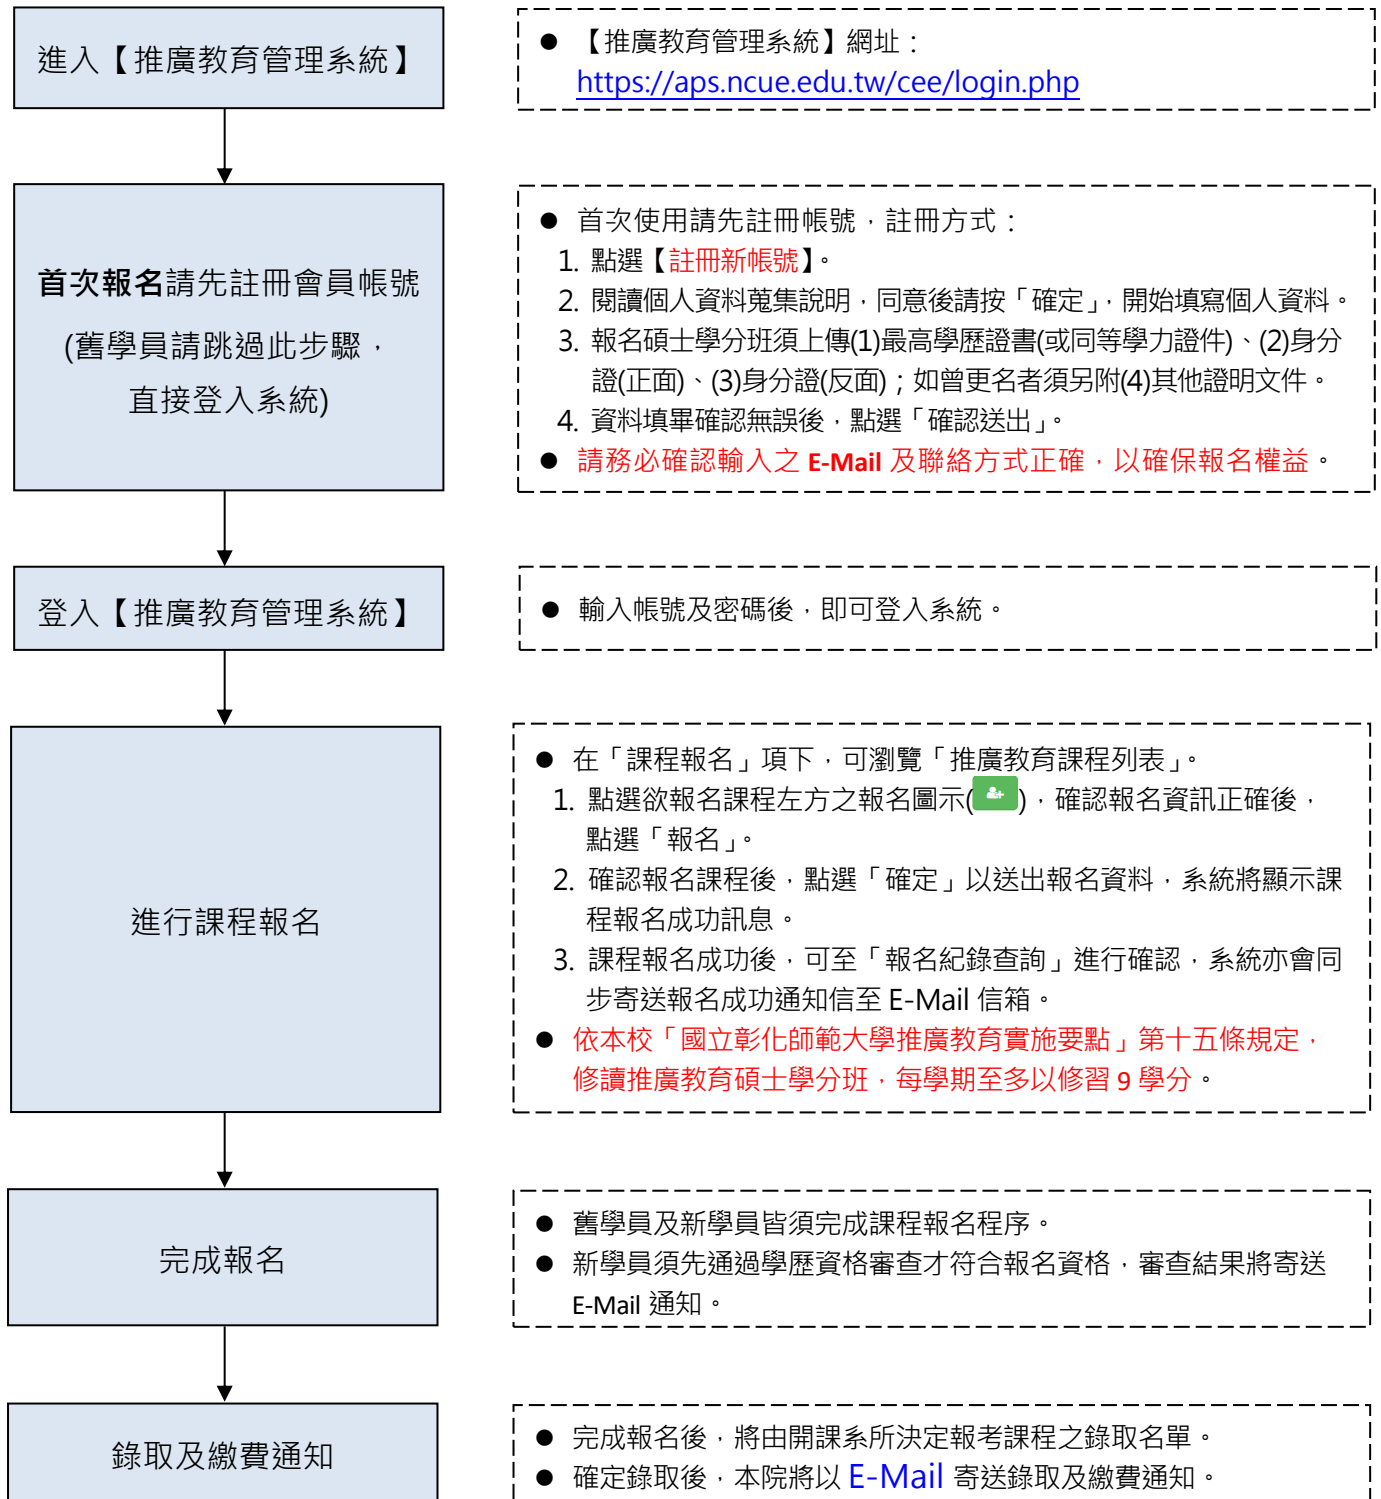 進入【推廣教育管理系統】
● 【推廣教育管理系統】網址：
https://aps.ncue.edu.tw/cee/login.php
首次報名請先註冊會員帳號
(舊學員請跳過此步驟，
直接登入系統)
● 首次使用請先註冊帳號，註冊方式：
1. 點選【註冊新帳號】。
2. 閱讀個人資料蒐集說明，同意後請按「確定」，開始填寫個人資料。
3. 報名碩士學分班須上傳(1)最高學歷證書(或同等學力證件)、(2)身分
證(正面)、(3)身分證(反面)；如曾更名者須另附(4)其他證明文件。
4. 資料填畢確認無誤後，點選「確認送出」。
● 請務必確認輸入之 E-Mail 及聯絡方式正確，以確保報名權益。
登入【推廣教育管理系統】
● 輸入帳號及密碼後，即可登入系統。
進行課程報名
● 在「課程報名」項下，可瀏覽「推廣教育課程列表」。
1. 點選欲報名課程左方之報名圖示( )，確認報名資訊正確後，
點選「報名」。
2. 確認報名課程後，點選「確定」以送出報名資料，系統將顯示課
程報名成功訊息。
3. 課程報名成功後，可至「報名紀錄查詢」進行確認，系統亦會同
步寄送報名成功通知信至 E-Mail 信箱。
● 依本校「國立彰化師範大學推廣教育實施要點」第十五條規定，
修讀推廣教育碩士學分班，每學期至多以修習 9 學分。
完成報名
● 舊學員及新學員皆須完成課程報名程序。
● 新學員須先通過學歷資格審查才符合報名資格，審查結果將寄送
E-Mail 通知。
錄取及繳費通知
● 完成報名後，將由開課系所決定報考課程之錄取名單。
● 確定錄取後，本院將以 E-Mail 寄送錄取及繳費通知。